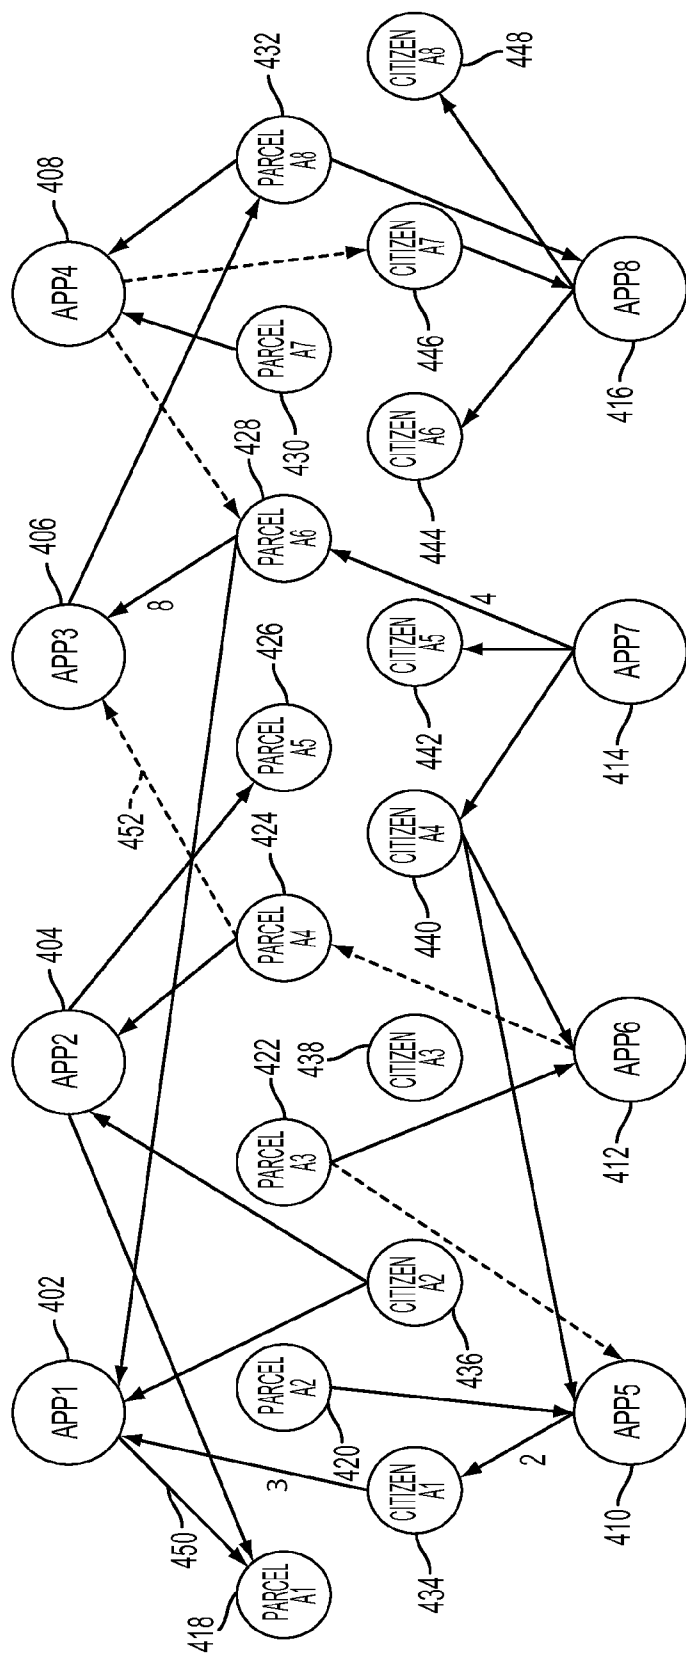 402
404
406
408
APP1
APP2
APP3
APP4
450
452
8
418
422
424
426
428
432
PARCEL
A1
PARCEL
A2
PARCEL
A3
PARCEL
A4
PARCEL
A5
PARCEL
A6
PARCEL
A7
PARCEL
A8
420
430
3
438
CITIZEN
A1
CITIZEN
A2
CITIZEN
A3
CITIZEN
A4
CITIZEN
A5
CITIZEN
A6
CITIZEN
A7
CITIZEN
A8
434
436
440
442
444
446
448
2
4
APP5
APP6
APP7
APP8
410
412
414
416